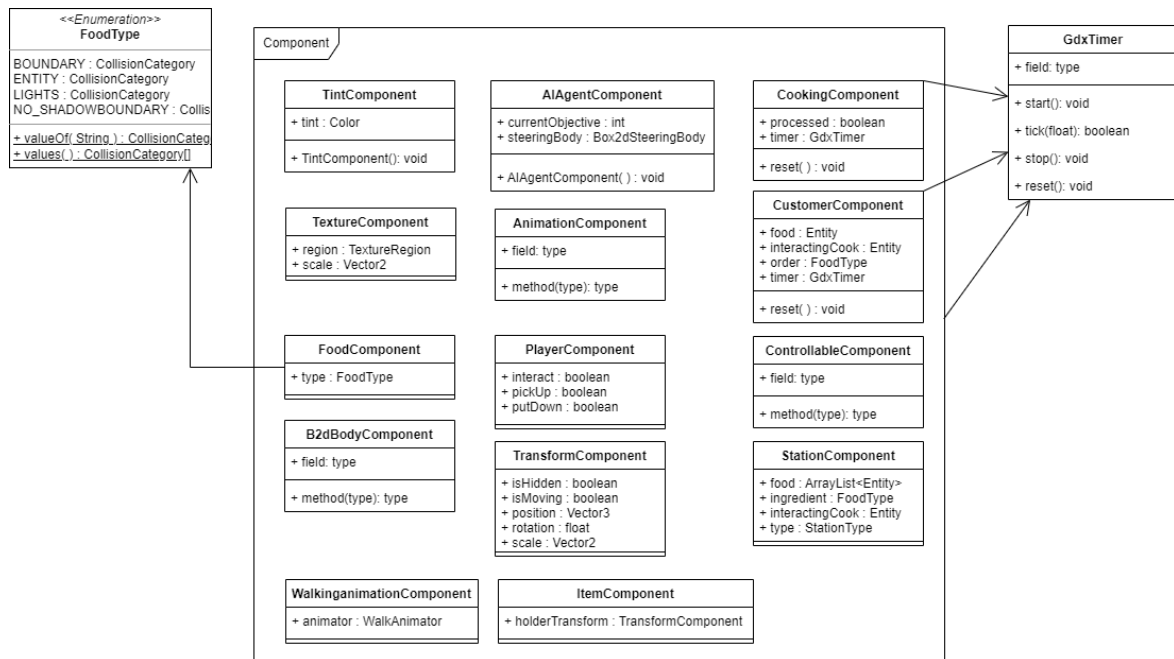 <<Enumeration>>
FoodType
BOUNDARY : CollisionCategory
ENTITY : CollisionCategory
LIGHTS : CollisionCategory
NO_SHADOWBOUNDARY : Collis
+ valueOf( String ) : CollisionCateg
+ values( ) : CollisionCategory[]
Component
TintComponent
+ tint : Color
+ TintComponent(): void
AIAgentComponent
+ currentObjective : int
+ steeringBody : Box2dSteeringBody
+ AIAgentComponent( ) : void
CookingComponent
+ processed : boolean
+ timer : GdxTimer
+ reset( ) : void
GdxTimer
+ field: type
+ start(): void
+ tick(float): boolean
+ stop(): void
+ reset(): void
TextureComponent
+ region : TextureRegion
+ scale : Vector2
AnimationComponent
+ field: type
+ method(type): type
CustomerComponent
+ food : Entity
+ interactingCook : Entity
+ order : FoodType
+ timer : GdxTimer
+ reset( ) : void
FoodComponent
+ type : FoodType
PlayerComponent
+ interact : boolean
+ pickUp : boolean
+ putDown : boolean
ControllableComponent
+ field: type
+ method(type): type
B2dBodyComponent
+ field: type
+ method(type): type
TransformComponent
+ isHidden : boolean
+ isMoving : boolean
+ position : Vector3
+ rotation : float
+ scale : Vector2
StationComponent
+ food : ArrayList<Entity>
+ ingredient : FoodType
+ interactingCook : Entity
+ type : StationType
WalkinganimationComponent
+ animator : WalkAnimator
ItemComponent
+ holderTransform : TransformComponent